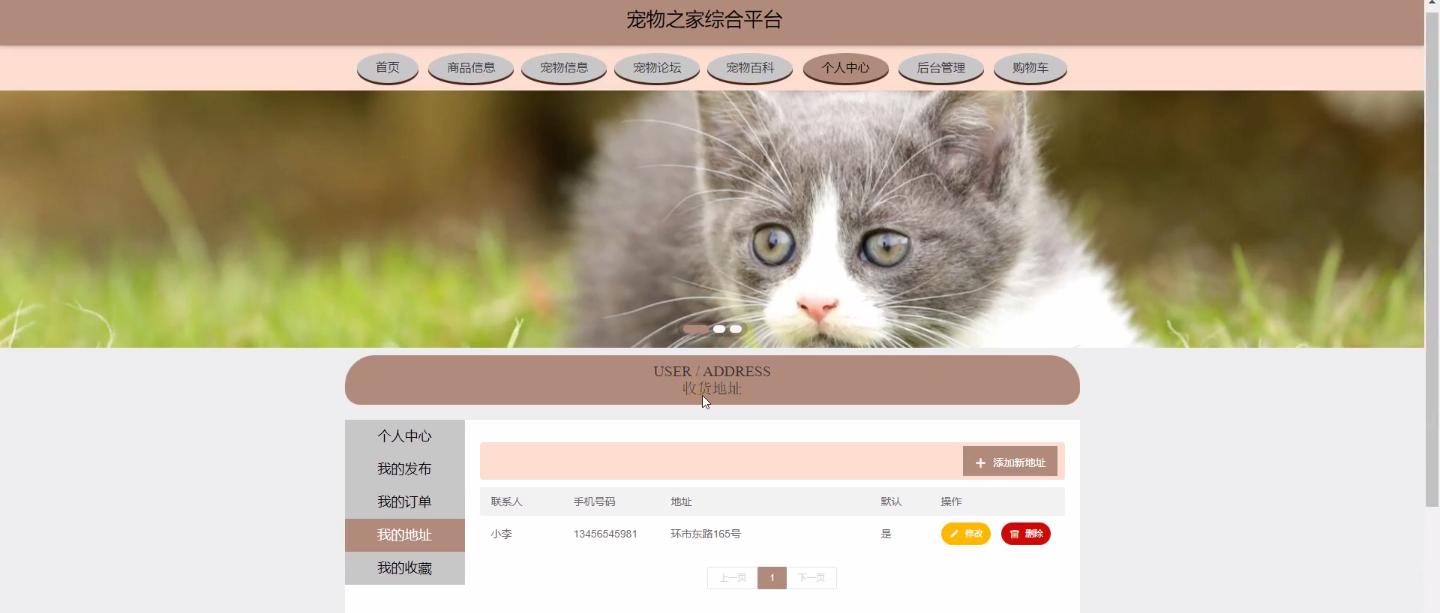 宠物之家综合平台
首页 商品信息 宠物信息 宠物论坛 宠物百科 个人中心 后台管理 购物车
USER / ADDRESS
收货地址
个人中心
我的发布
我的订单
我的地址
我的收藏
添加新地址
联系人 手机号码 地址 默认 操作
小李 13456545981 环市东路165号 是 修改 删除
上一页 1 下一页